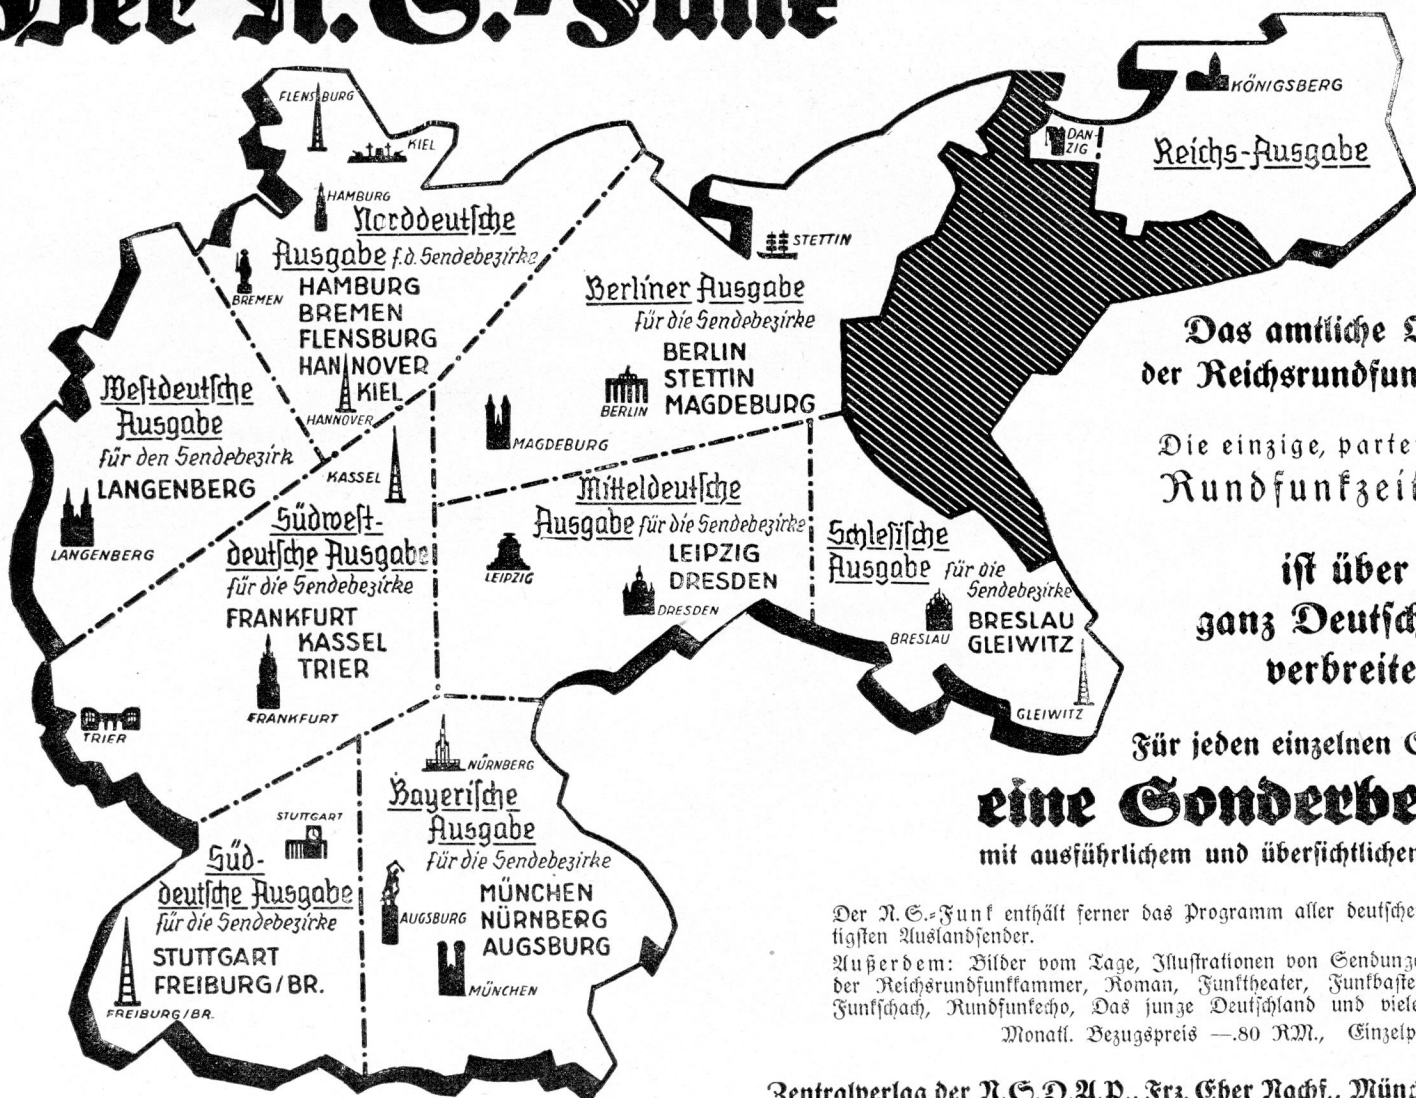 Der N.S.-Funk
FLENSBURG
KIEL
HAMBURG
Norddeutsche
Ausgabe f.d. Sendebezirke
HAMBURG
BREMEN
FLENSBURG
HANNOVER
KIEL
BREMEN
HANNOVER
KÖNIGSBERG
DAN-
ZIG
Reichs-Ausgabe
STETTIN
Berliner Ausgabe
für die Sendebezirke
BERLIN
STETTIN
MAGDEBURG
BERLIN
MAGDEBURG
Westdeutsche
Ausgabe
für den Sendebezirk
LANGENBERG
LANGENBERG
KASSEL
Südwest-
deutsche Ausgabe
für die Sendebezirke
FRANKFURT
KASSEL
TRIER
FRANKFURT
TRIER
Mitteldeutsche
Ausgabe für die Sendebezirke
LEIPZIG
DRESDEN
LEIPZIG
DRESDEN
Schlesische
Ausgabe für die
Sendebezirke
BRESLAU
GLEIWITZ
BRESLAU
GLEIWITZ
NÜRNBERG
Bayerische
Ausgabe
für die Sendebezirke
MÜNCHEN
NÜRNBERG
AUGSBURG
AUGSBURG
MÜNCHEN
STUTTGART
Süd-
deutsche Ausgabe
für die Sendebezirke
STUTTGART
FREIBURG/BR.
FREIBURG/BR.
Das amtliche
der Reichsrundfun
Die einzige, parte
Rundfunkzeit
ist über
ganz Deutsch
verbreite
Für jeden einzelnen
eine Sonderbe
mit ausführlichem und übersichtlichen
Der N.S.-Funk enthält ferner das Programm aller deutsche
tigsten Auslandsender.
Außerdem: Bilder vom Tage, Illustrationen von Sendunge
der Reichsrundfunkkammer, Roman, Funktheater, Funkbaste
Funkschach, Rundfunkecho, Das junge Deutschland und viele
Monatl. Bezugspreis —.80 RM., Einzelp
Zentralverlag der N.S.D.A.P., Frz. Eher Nachf., Münc